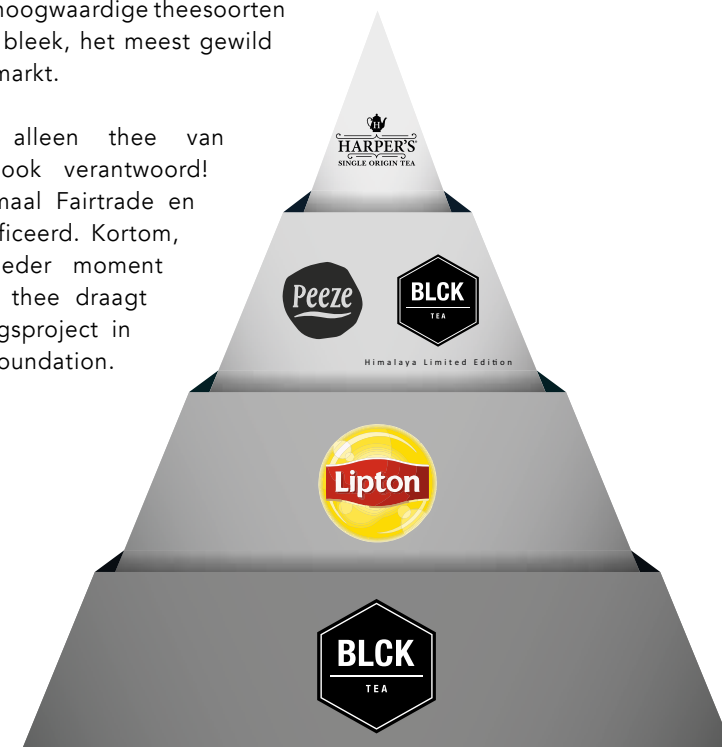 hoogwaardige theesoorten
bleek, het meest gewild
markt.
alleen thee van
ook verantwoord!
maal Fairtrade en
ficeerd. Kortom,
eder moment
thee draagt
gsproject in
oundation.
HARPER'S
SINGLE ORIGIN TEA
Peeze
BLCK
TEA
Himalaya Limited Edition
Lipton
BLCK
TEA